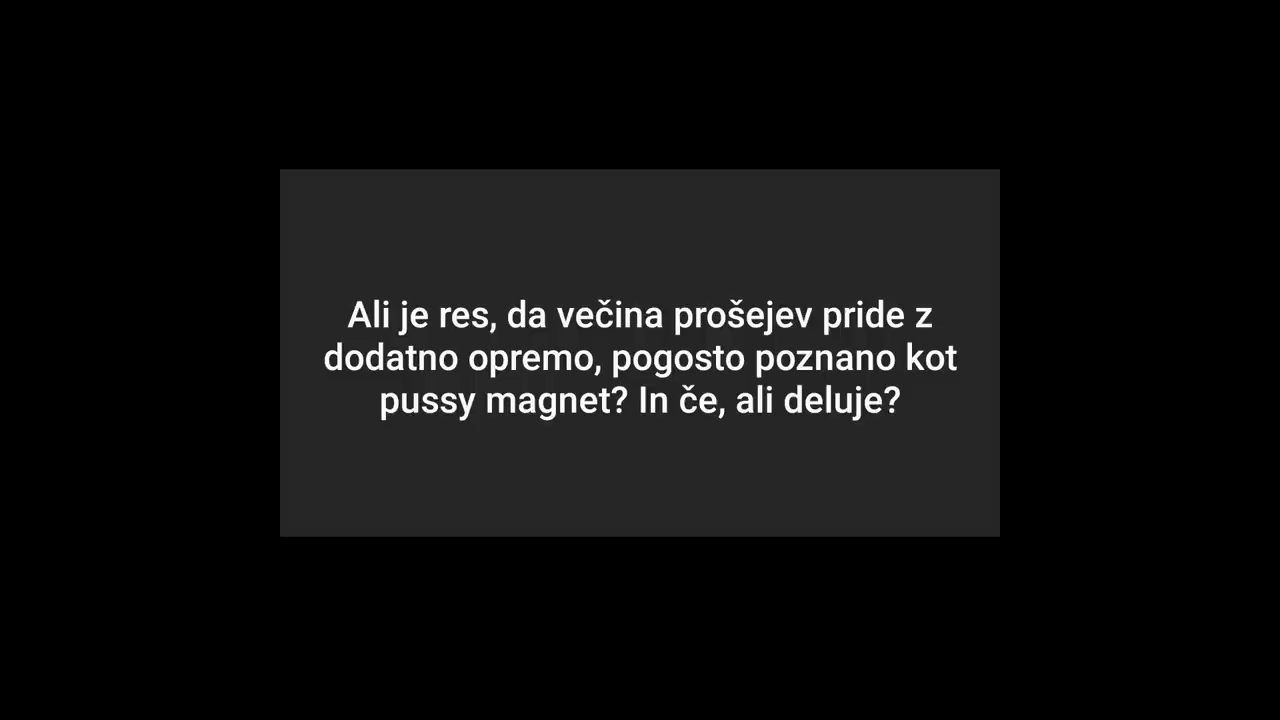 Ali je res, da večina prošejev pride z
dodatno opremo, pogosto poznano kot
pussy magnet? In če, ali deluje?